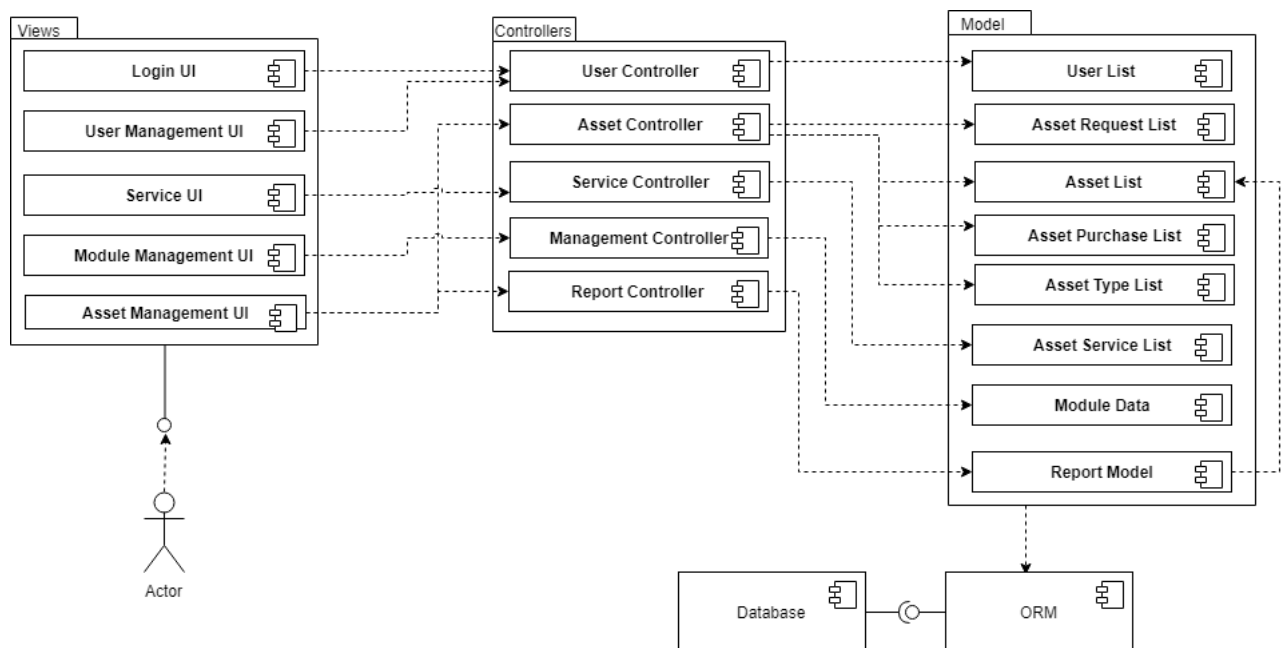 Views
Login UI
User Management UI
Service UI
Module Management UI
Asset Management UI
Actor
Controllers
User Controller
Asset Controller
Service Controller
Management Controller
Report Controller
Model
User List
Asset Request List
Asset List
Asset Purchase List
Asset Type List
Asset Service List
Module Data
Report Model
Database
ORM